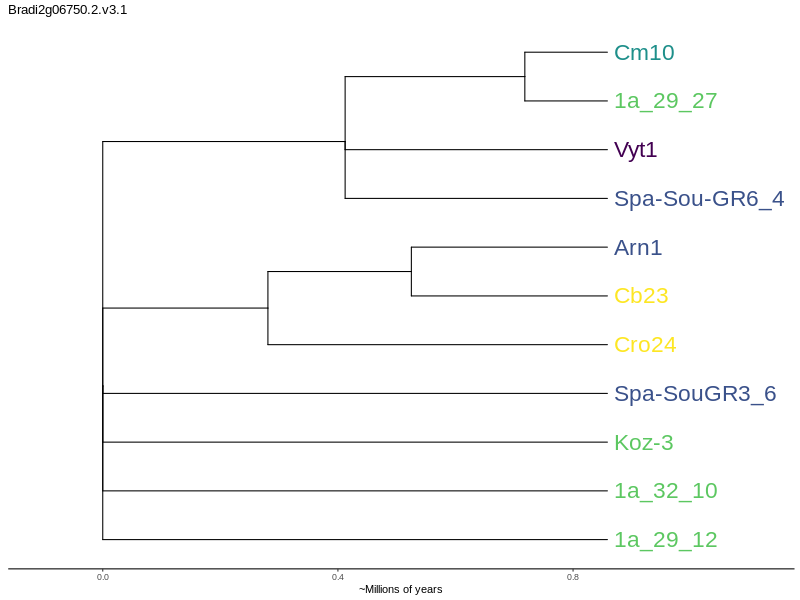 Bradi2g06750.2.v3.1
Cm10
1a_29_27
Vyt1
Spa-Sou-GR6_4
Arn1
Cb23
Cro24
Spa-SouGR3_6
Koz-3
1a_32_10
1a_29_12
0.0 0.4 0.8
~Millions of years